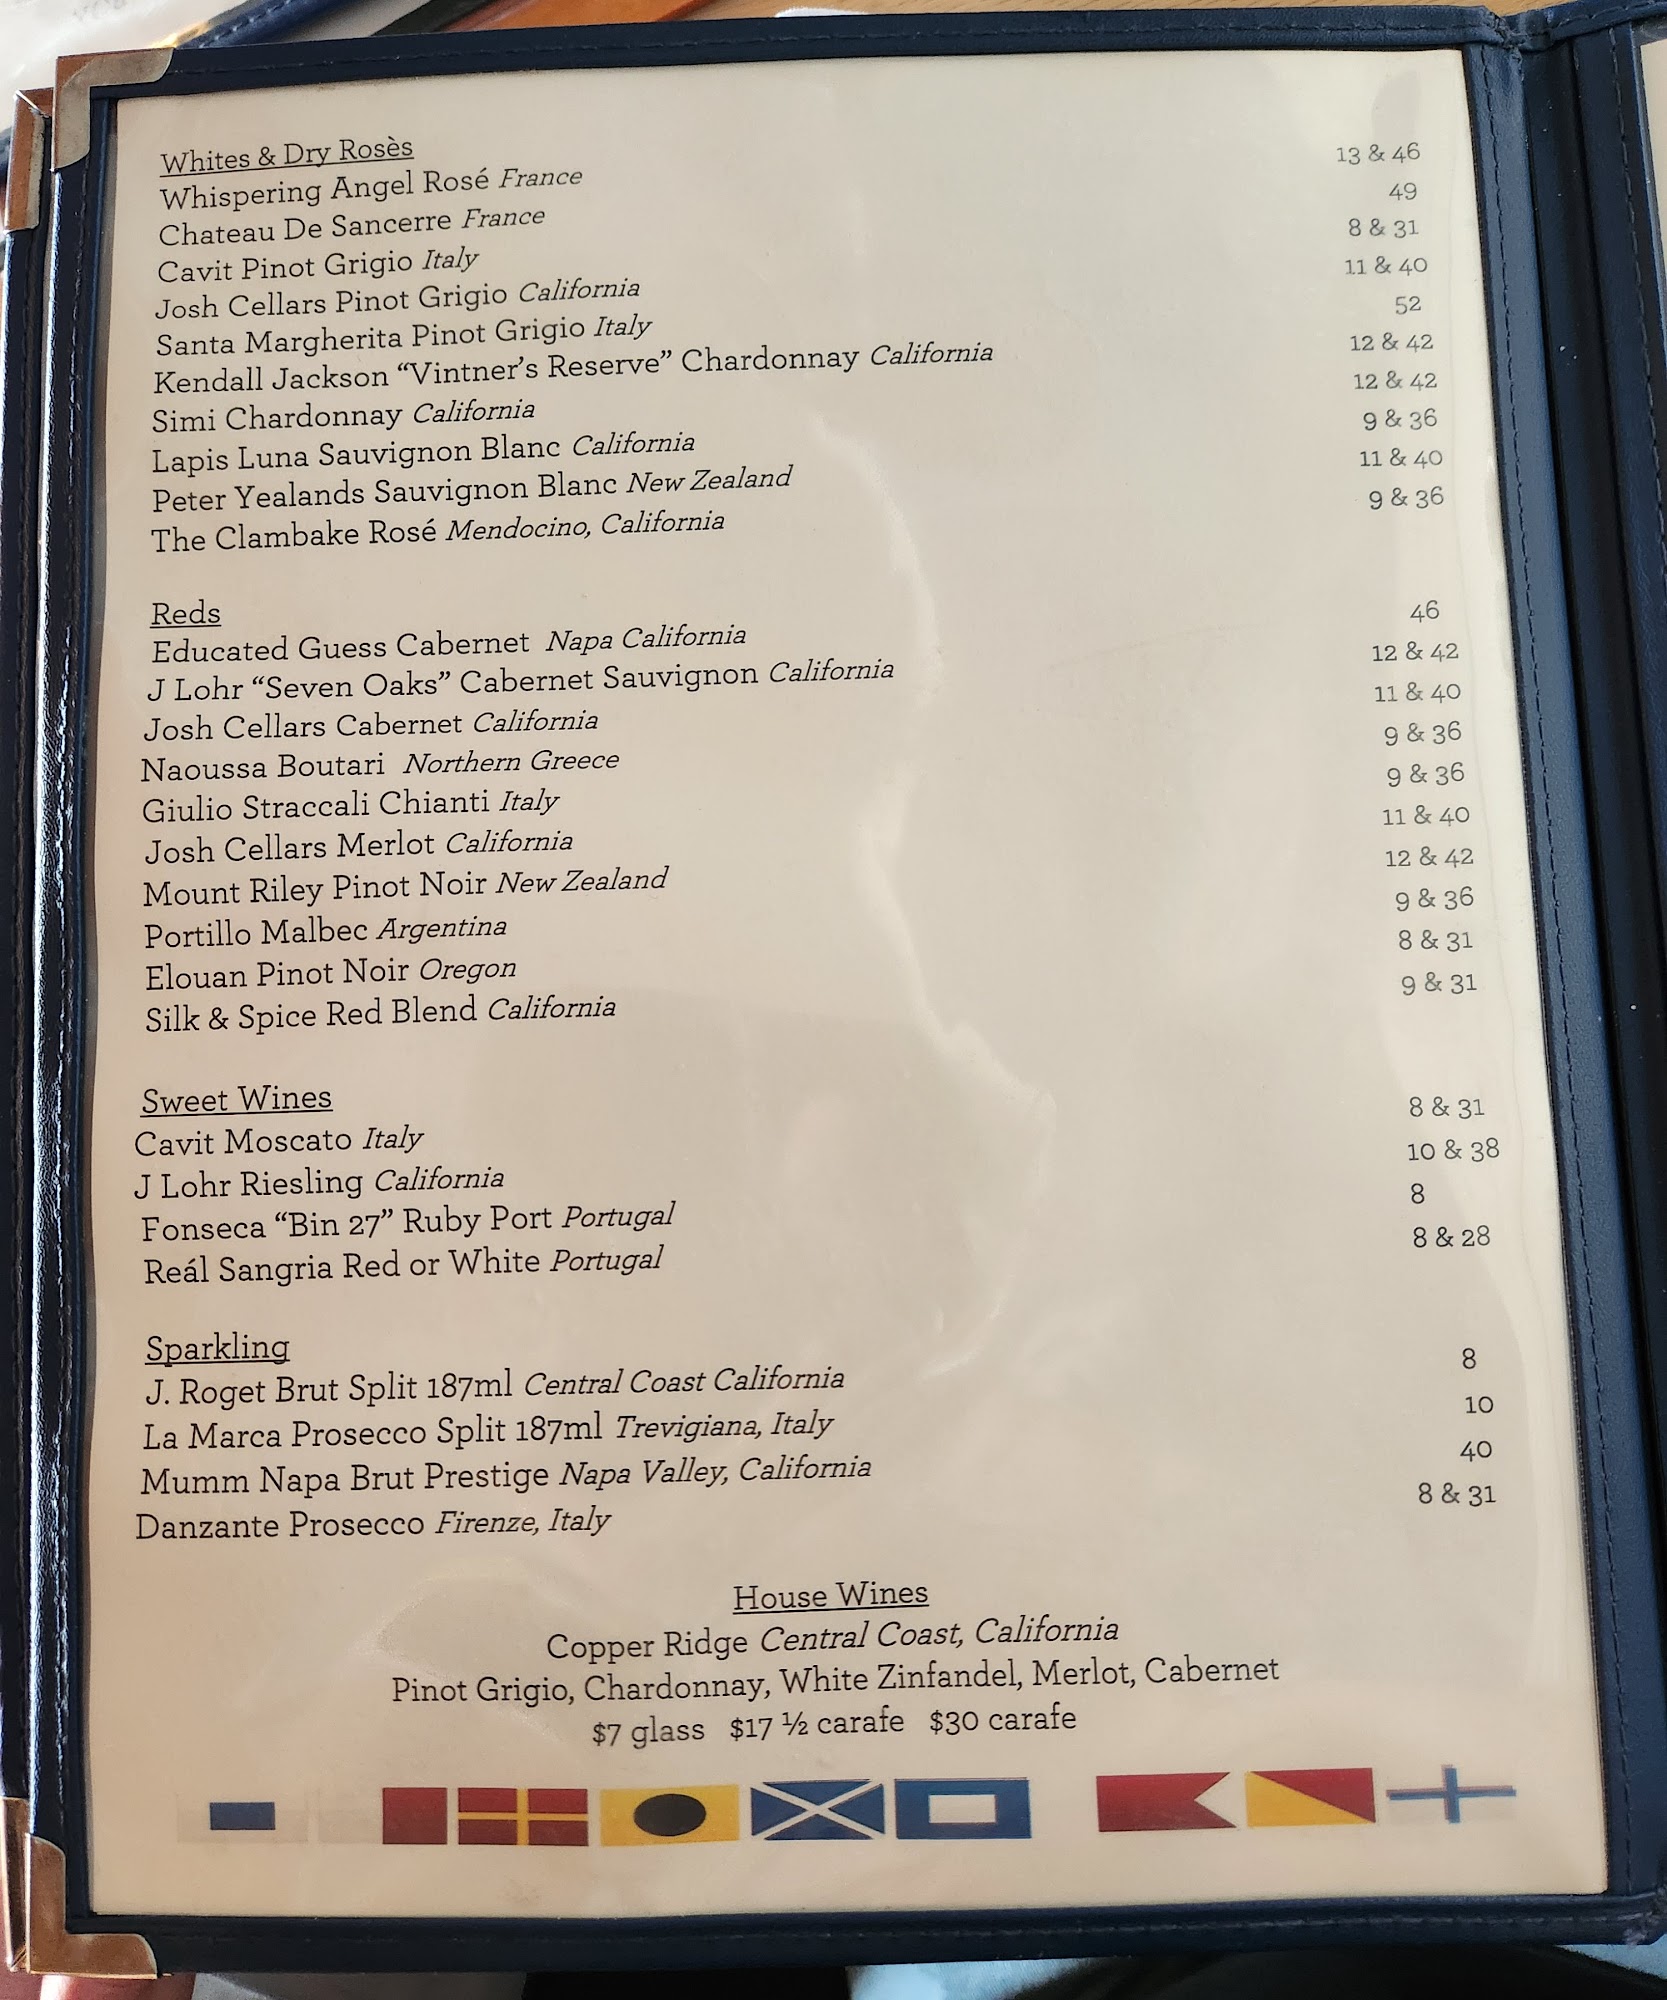 Whites & Dry Rosès
Whispering Angel Rosé France 13 & 46
Chateau De Sancerre France 49
Cavit Pinot Grigio Italy 8 & 31
Josh Cellars Pinot Grigio California 11 & 40
Santa Margherita Pinot Grigio Italy 52
Kendall Jackson “Vintner’s Reserve” Chardonnay California 12 & 42
Simi Chardonnay California 12 & 42
Lapis Luna Sauvignon Blanc California 9 & 36
Peter Yealands Sauvignon Blanc New Zealand 11 & 40
The Clambake Rosé Mendocino, California 9 & 36
Reds
Educated Guess Cabernet Napa California 46
J Lohr “Seven Oaks” Cabernet Sauvignon California 12 & 42
Josh Cellars Cabernet California 11 & 40
Naoussa Boutari Northern Greece 9 & 36
Giulio Straccali Chianti Italy 9 & 36
Josh Cellars Merlot California 11 & 40
Mount Riley Pinot Noir New Zealand 12 & 42
Portillo Malbec Argentina 9 & 36
Elouan Pinot Noir Oregon 8 & 31
Silk & Spice Red Blend California 9 & 31
Sweet Wines
Cavit Moscato Italy 8 & 31
J Lohr Riesling California 10 & 38
Fonseca “Bin 27” Ruby Port Portugal 8
Reál Sangria Red or White Portugal 8 & 28
Sparkling
J. Roget Brut Split 187ml Central Coast California 8
La Marca Prosecco Split 187ml Trevigiana, Italy 10
Mumm Napa Brut Prestige Napa Valley, California 40
Danzante Prosecco Firenze, Italy 8 & 31
House Wines
Copper Ridge Central Coast, California
Pinot Grigio, Chardonnay, White Zinfandel, Merlot, Cabernet
$7 glass $17 ½ carafe $30 carafe